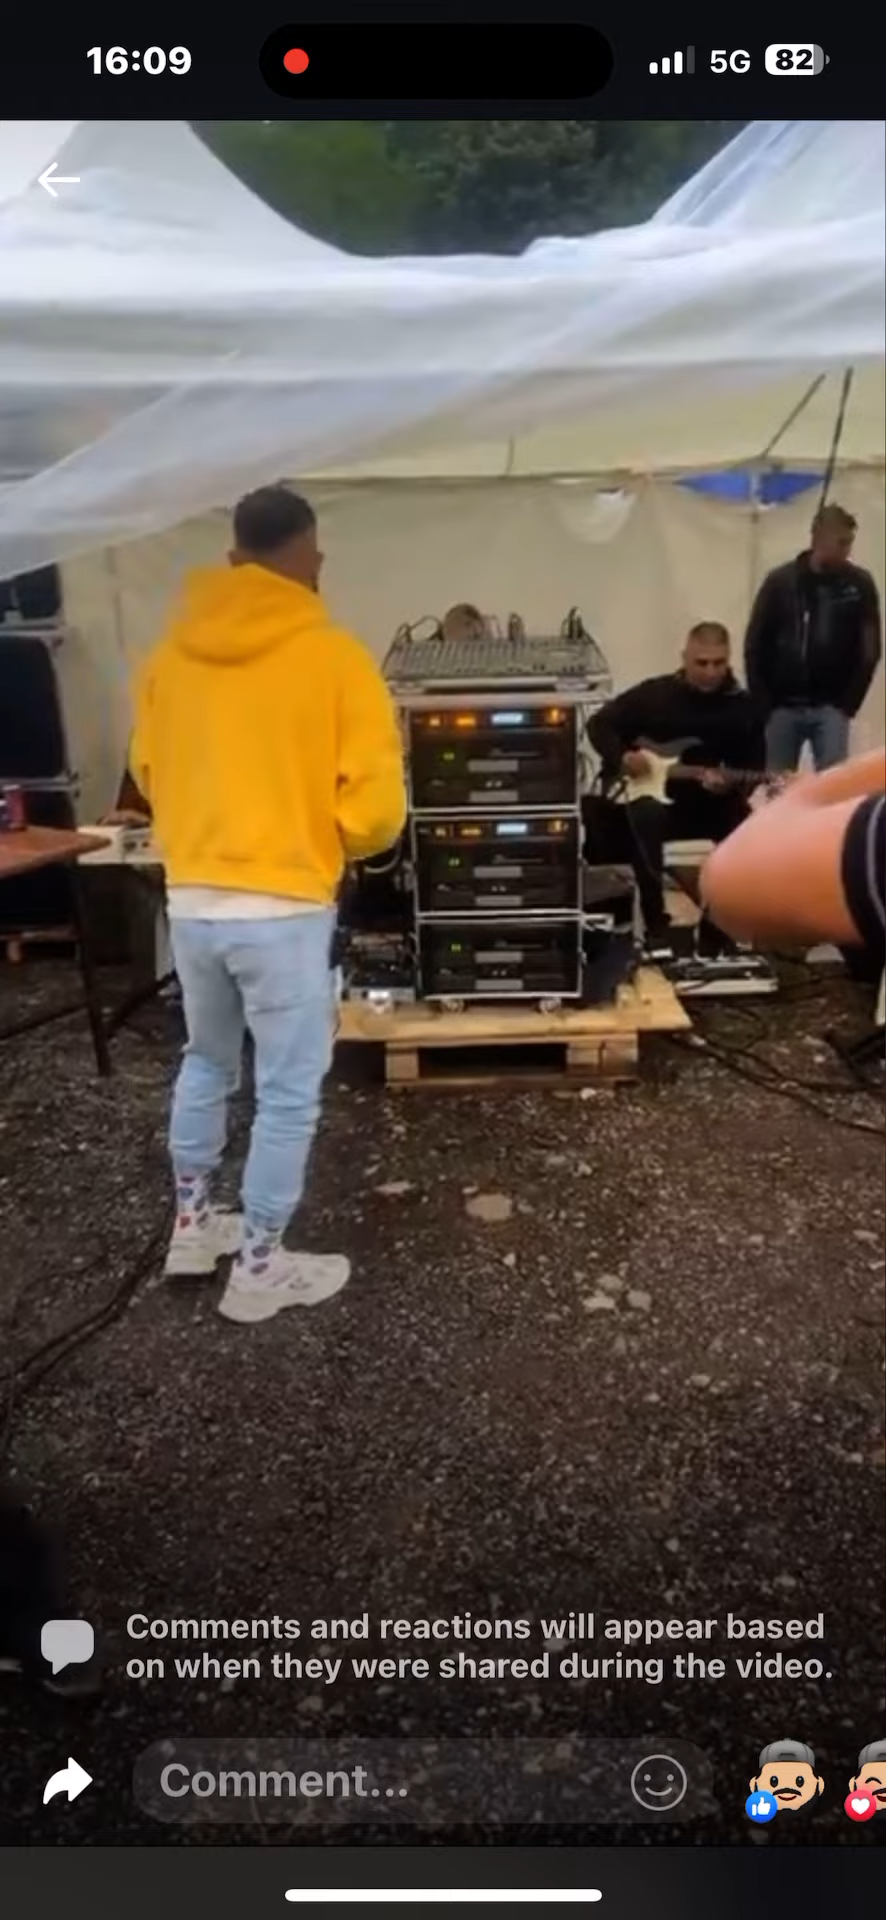 16:09
5G
82
Comments and reactions will appear based
on when they were shared during the video.
Comment...